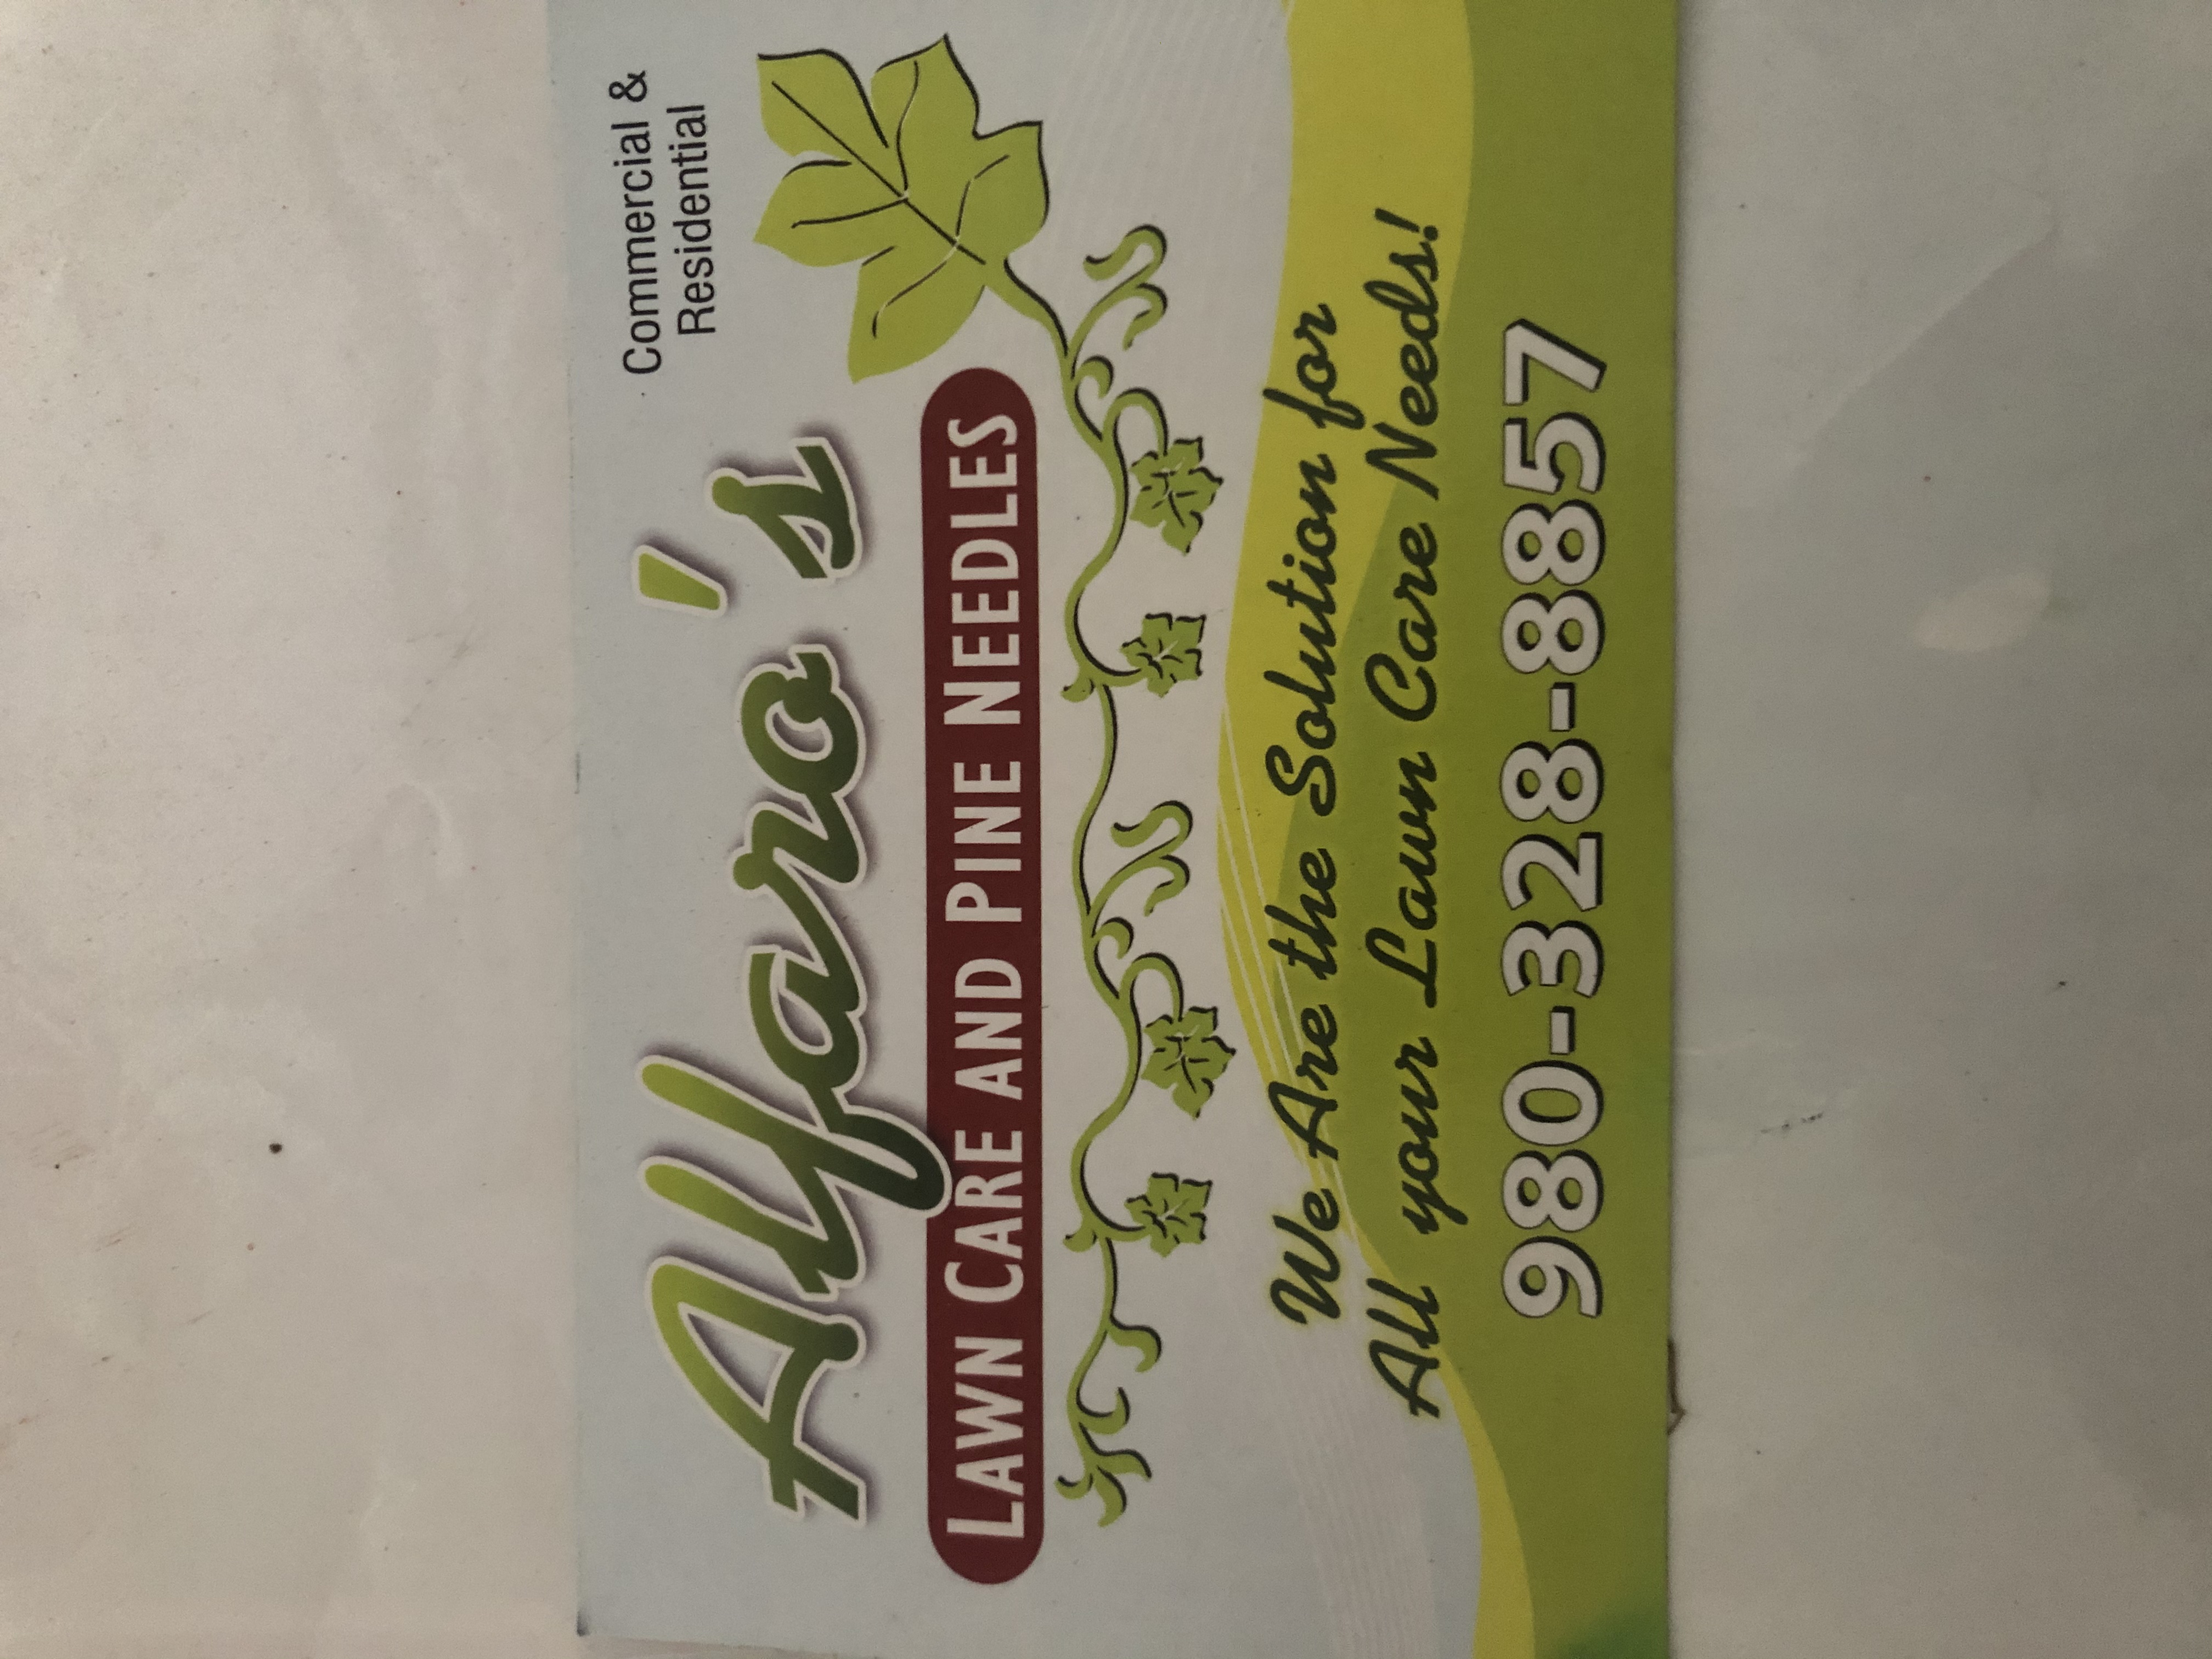 Commercial &
Residential
Alfaro's
LAWN CARE AND PINE NEEDLES
We Are the Solution for
All your Lawn Care Needs!
980-328-8857